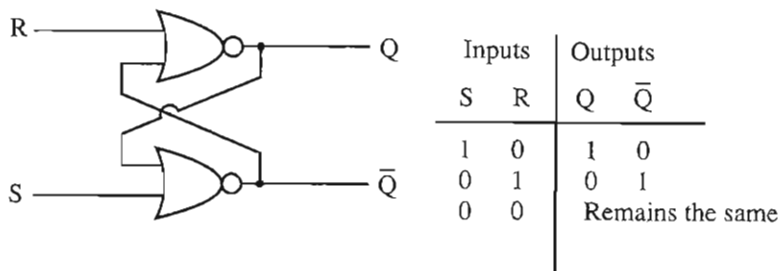 R
Q
S
Q̄
Inputs Outputs
S R Q Q̄
1 0 1 0
0 1 0 1
0 0 Remains the same